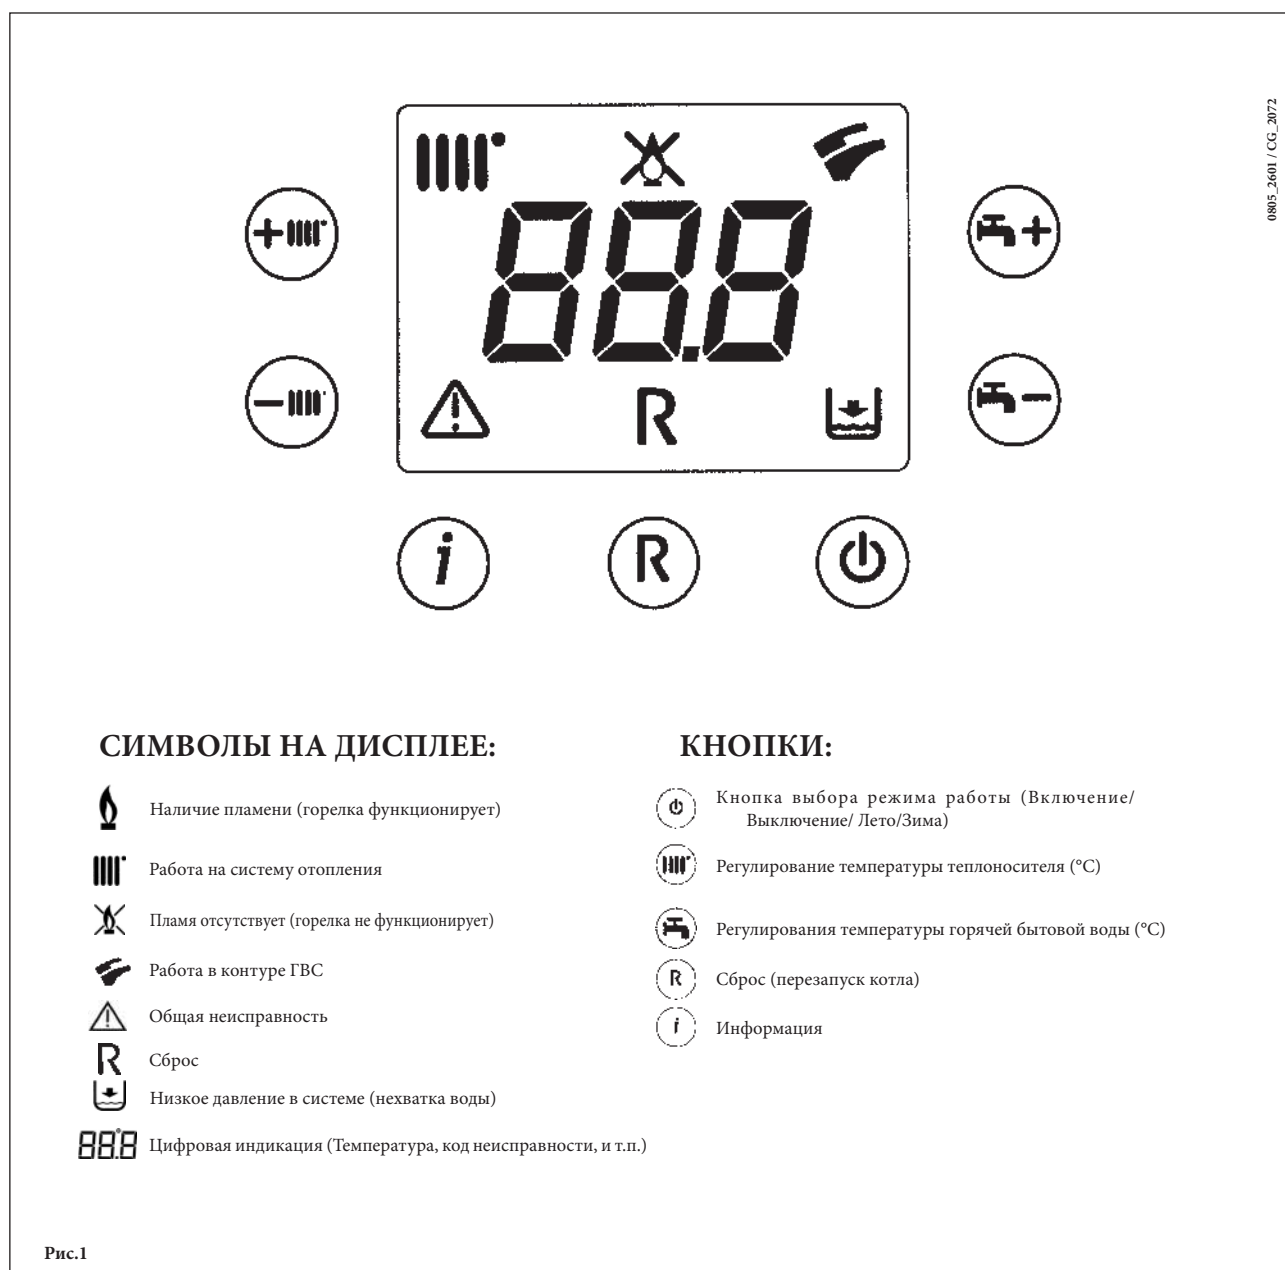 0805_2601 / CG_2072
88.8
R
i
R
СИМВОЛЫ НА ДИСПЛЕЕ:
Наличие пламени (горелка функционирует)
Работа на систему отопления
Пламя отсутствует (горелка не функционирует)
Работа в контуре ГВС
Общая неисправность
R
Сброс
Низкое давление в системе (нехватка воды)
88.8
Цифровая индикация (Температура, код неисправности, и т.п.)
КНОПКИ:
Кнопка выбора режима работы (Включение/
Выключение/ Лето/Зима)
Регулирование температуры теплоносителя (°C)
Регулирования температуры горячей бытовой воды (°C)
R
Сброс (перезапуск котла)
i
Информация
Рис.1